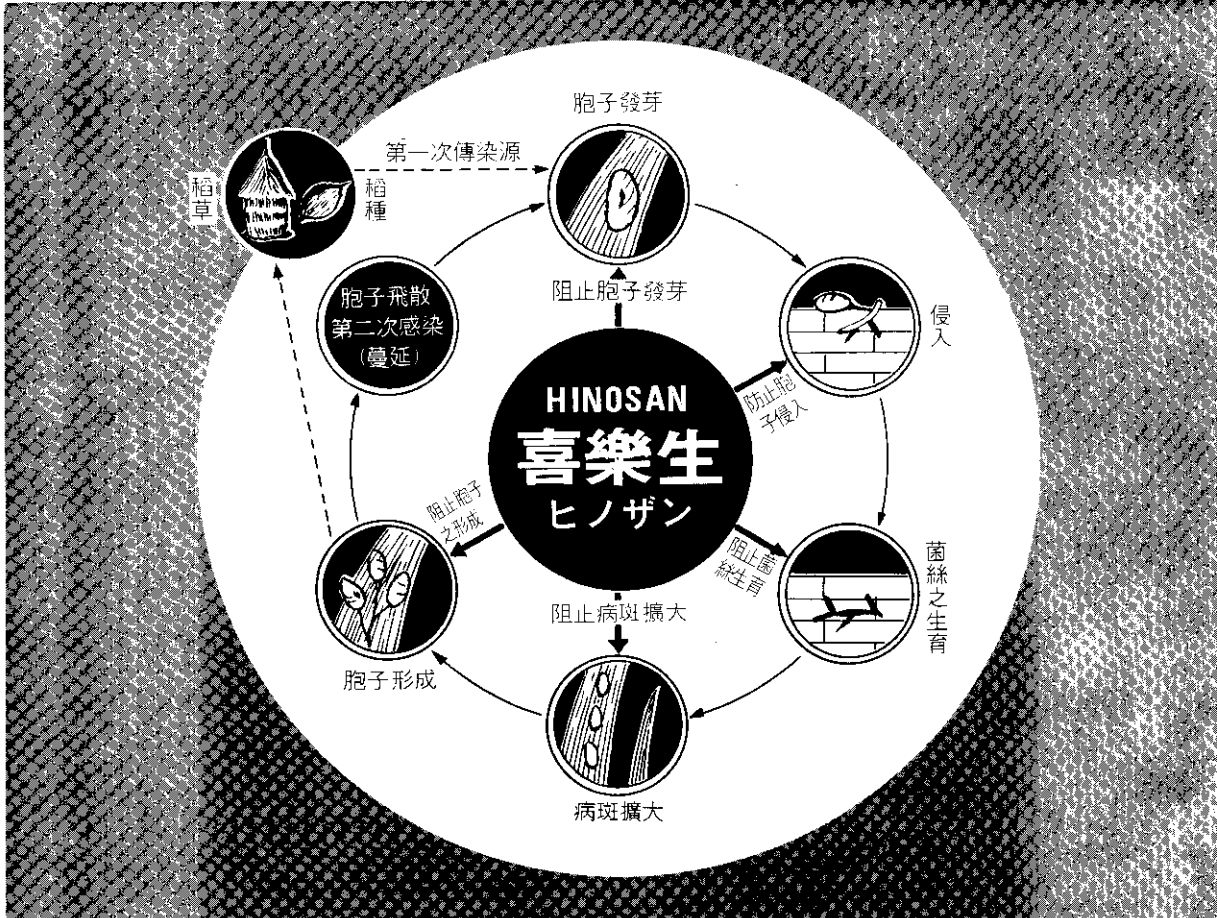 胞子發芽
第一次傳染源
稻草
稻種
阻止胞子發芽
胞子飛散
第二次感染
(蔓延)
侵入
防止胞
子侵入
HINOSAN
喜樂生
ヒノザン
阻止胞子
之形成
阻止菌
絲生育
菌絲之生育
阻止病斑擴大
胞子形成
病斑擴大